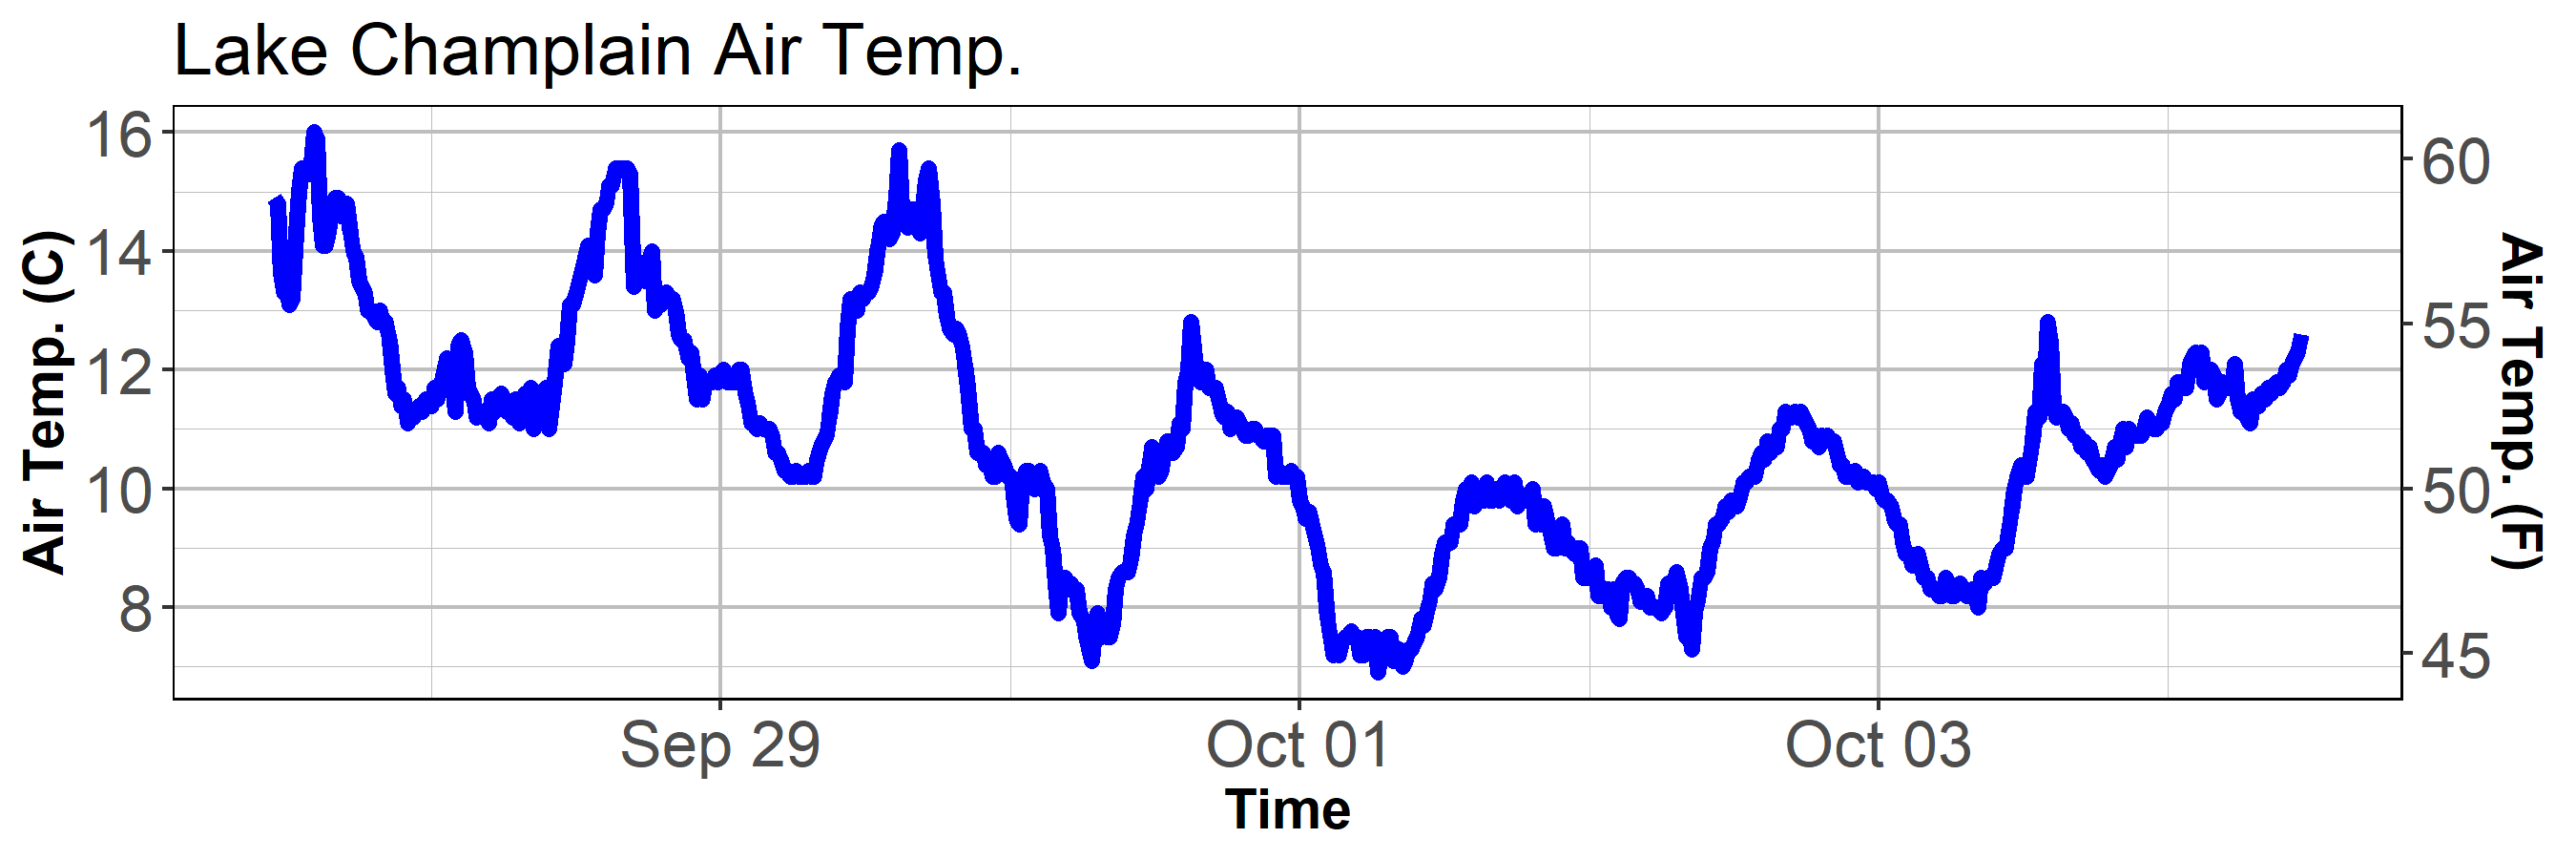 Lake Champlain Air Temp.
Air Temp. (C)
16
14
12
10
8
60
55
50
45
Air Temp. (F)
Sep 29
Oct 01
Oct 03
Time